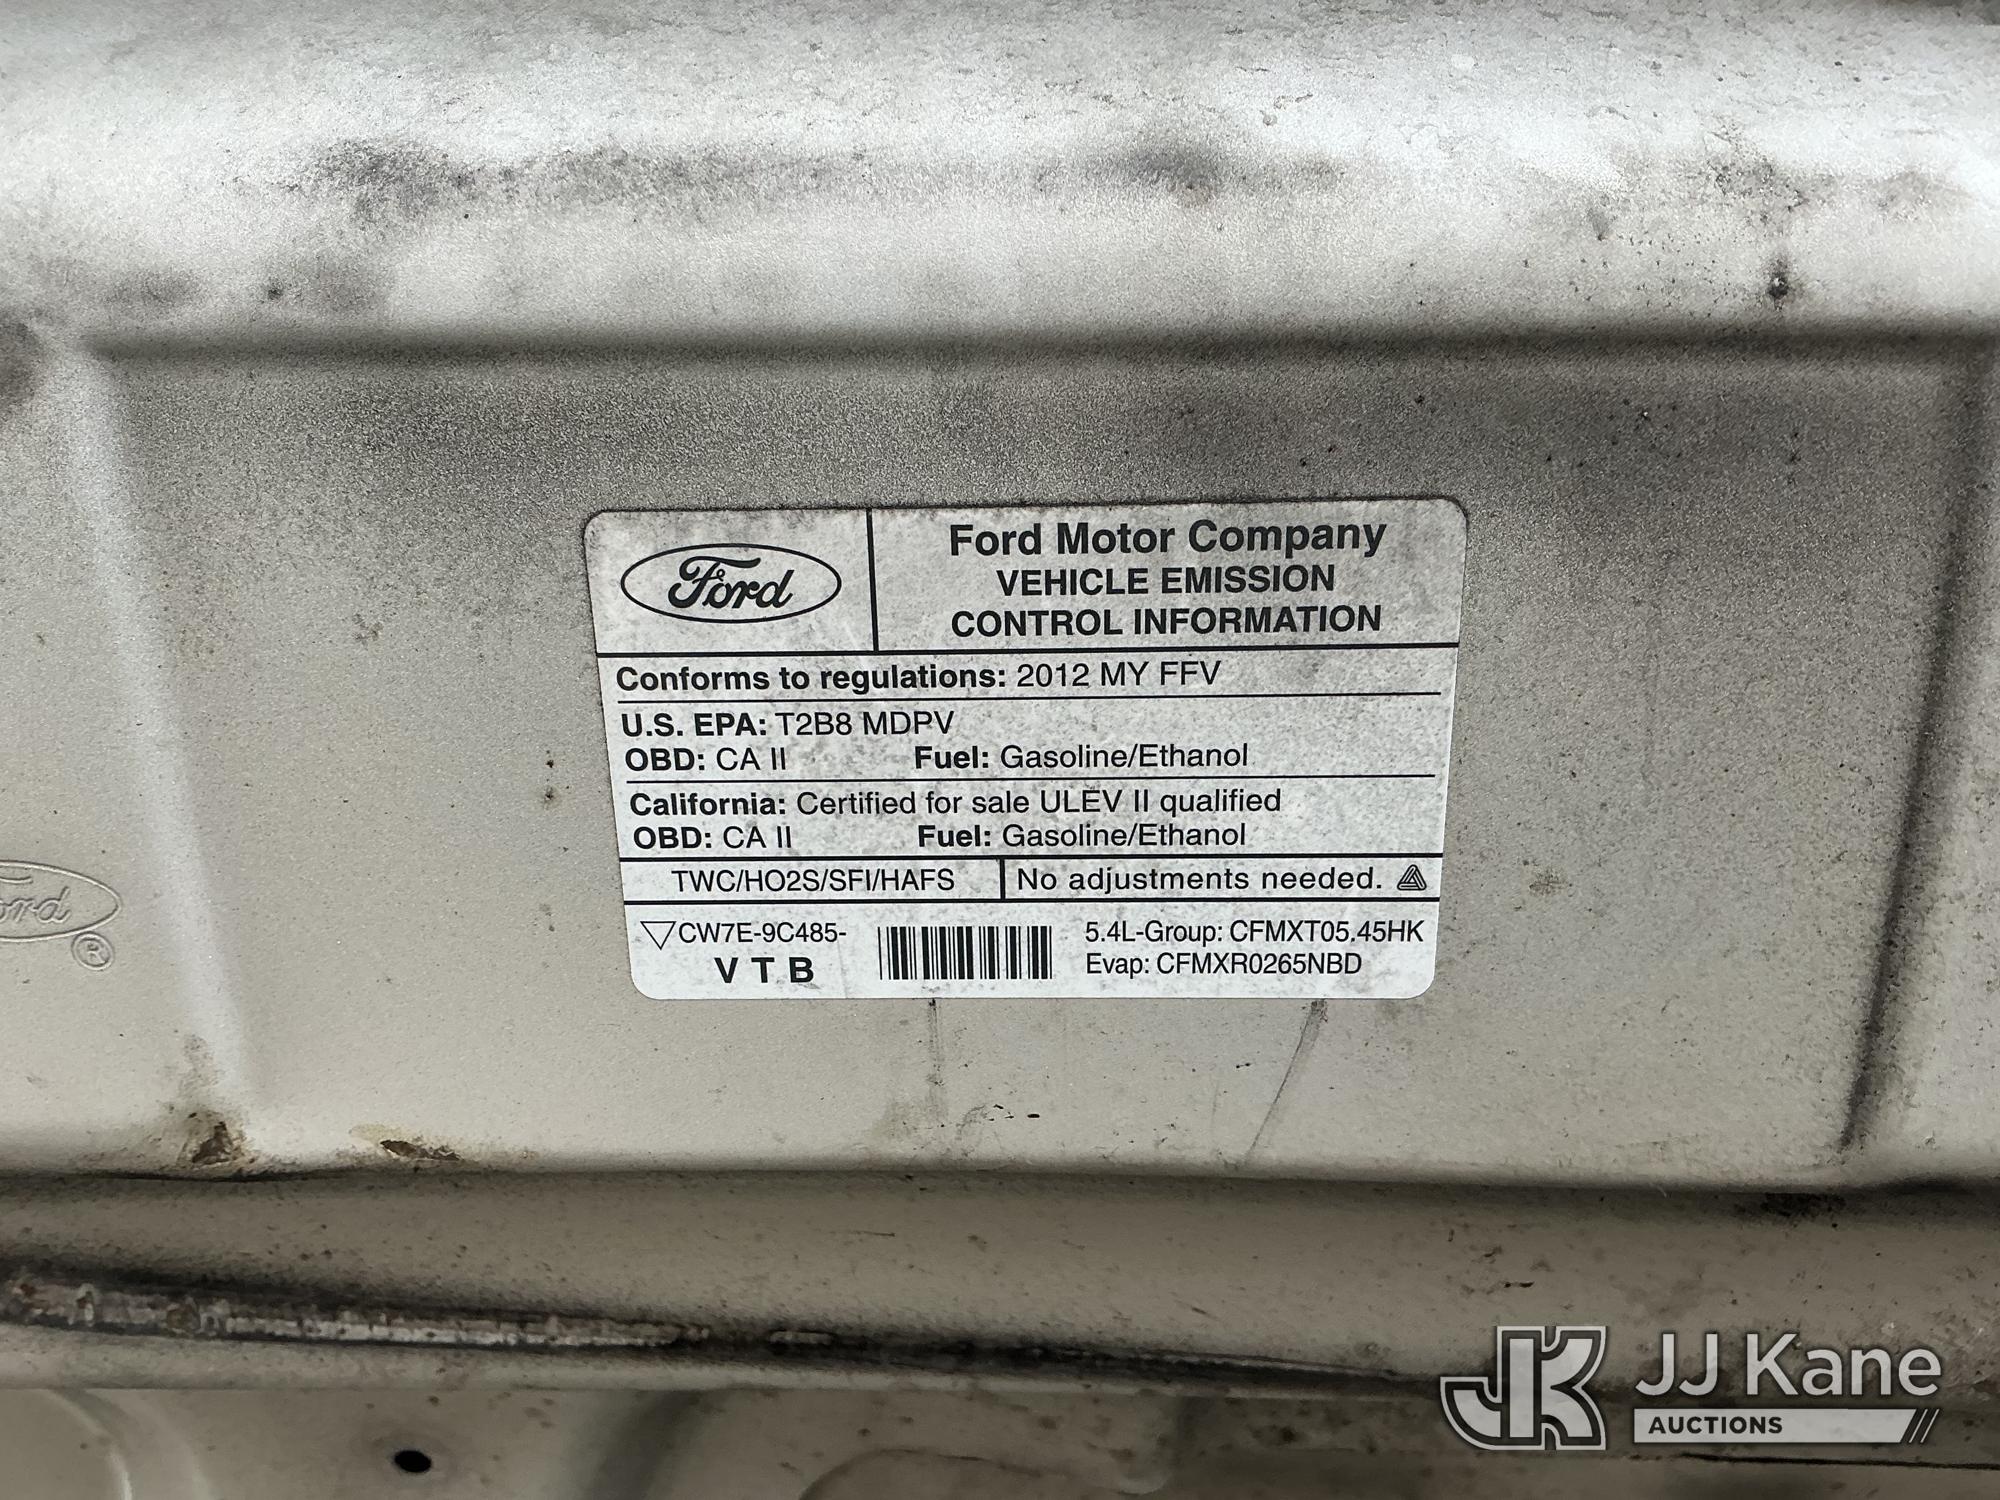 Ford
Ford Motor Company
VEHICLE EMISSION
CONTROL INFORMATION
Conforms to regulations: 2012 MY FFV
U.S. EPA: T2B8 MDPV
OBD: CA II Fuel: Gasoline/Ethanol
California: Certified for sale ULEV II qualified
OBD: CA II Fuel: Gasoline/Ethanol
TWC/HO2S/SFI/HAFS No adjustments needed.
CW7E-9C485-
V T B
5.4L-Group: CFMXT05.45HK
Evap: CFMXR0265NBD
ord
®
JK
JJ Kane
AUCTIONS